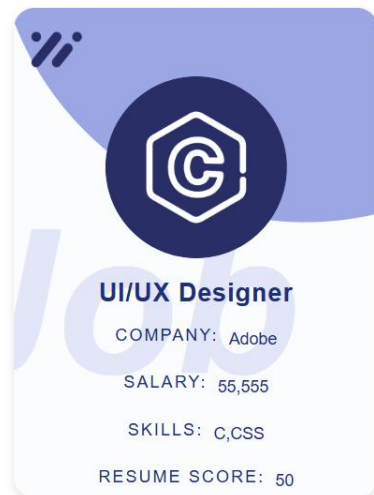 C
Job
UI/UX Designer
COMPANY: Adobe
SALARY: 55,555
SKILLS: C,CSS
RESUME SCORE: 50